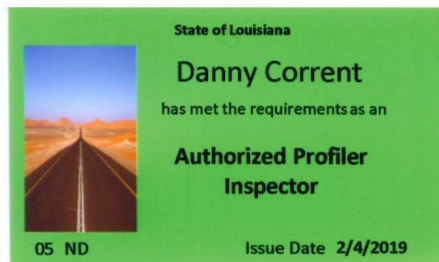 State of Louisiana
Danny Corrent
has met the requirements as an
Authorized Profiler
Inspector
05 ND
Issue Date 2/4/2019